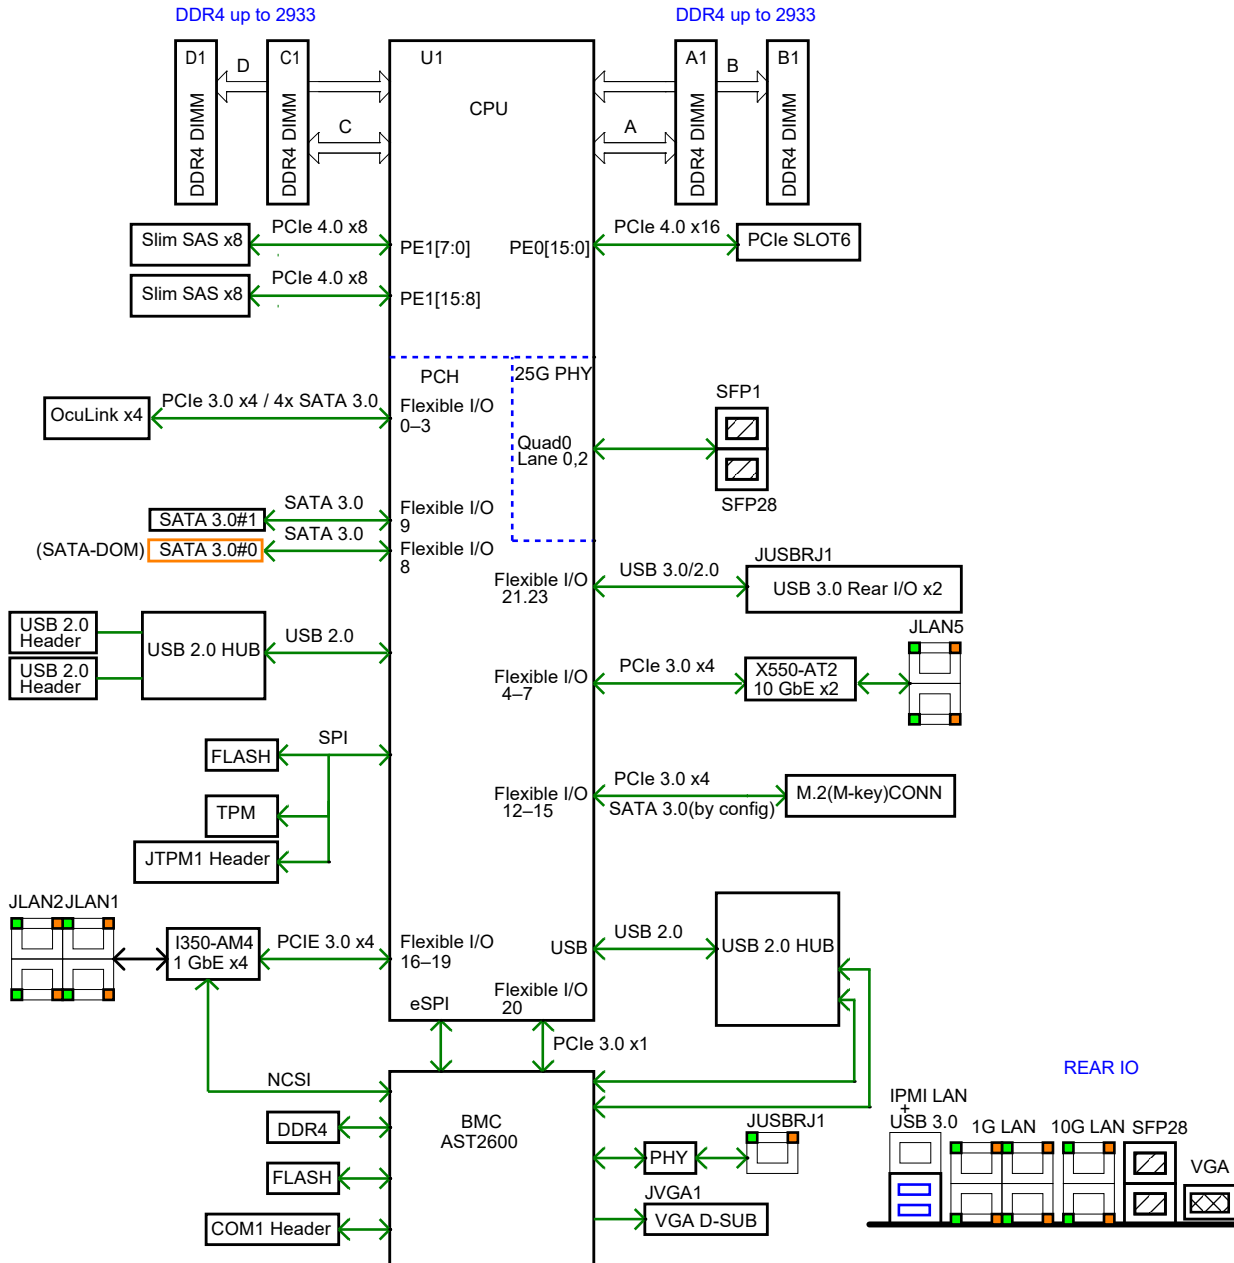 DDR4 up to 2933
DDR4 up to 2933
D1
D
C1
U1
A1
B
B1
CPU
DDR4 DIMM
DDR4 DIMM
C
A
DDR4 DIMM
DDR4 DIMM
Slim SAS x8
PCIe 4.0 x8
PE1[7:0]
PE0[15:0]
PCIe 4.0 x16
PCIe SLOT6
Slim SAS x8
PCIe 4.0 x8
PE1[15:8]
PCH
25G PHY
OcuLink x4
PCIe 3.0 x4 / 4x SATA 3.0
Flexible I/O
0–3
SFP1
Quad0
Lane 0,2
SFP28
SATA 3.0#1
SATA 3.0
Flexible I/O
9
(SATA-DOM)
SATA 3.0#0
SATA 3.0
Flexible I/O
8
Flexible I/O
21.23
USB 3.0/2.0
JUSBRJ1
USB 3.0 Rear I/O x2
USB 2.0
Header
USB 2.0
Header
USB 2.0 HUB
USB 2.0
JLAN5
Flexible I/O
4–7
PCIe 3.0 x4
X550-AT2
10 GbE x2
FLASH
SPI
TPM
JTPM1 Header
Flexible I/O
12–15
PCIe 3.0 x4
SATA 3.0(by config)
M.2(M-key)CONN
JLAN2JLAN1
I350-AM4
1 GbE x4
PCIE 3.0 x4
Flexible I/O
16–19
USB
USB 2.0
USB 2.0 HUB
eSPI
Flexible I/O
20
PCIe 3.0 x1
NCSI
BMC
AST2600
DDR4
FLASH
COM1 Header
PHY
JUSBRJ1
JVGA1
VGA D-SUB
REAR IO
IPMI LAN
+
USB 3.0
1G LAN
10G LAN
SFP28
VGA